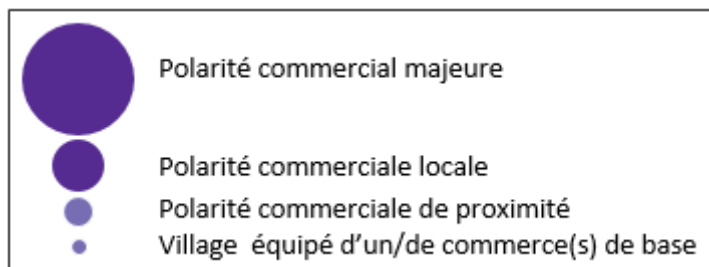 Polarité commercial majeure
Polarité commerciale locale
Polarité commerciale de proximité
Village  équipé d'un/de commerce(s) de base